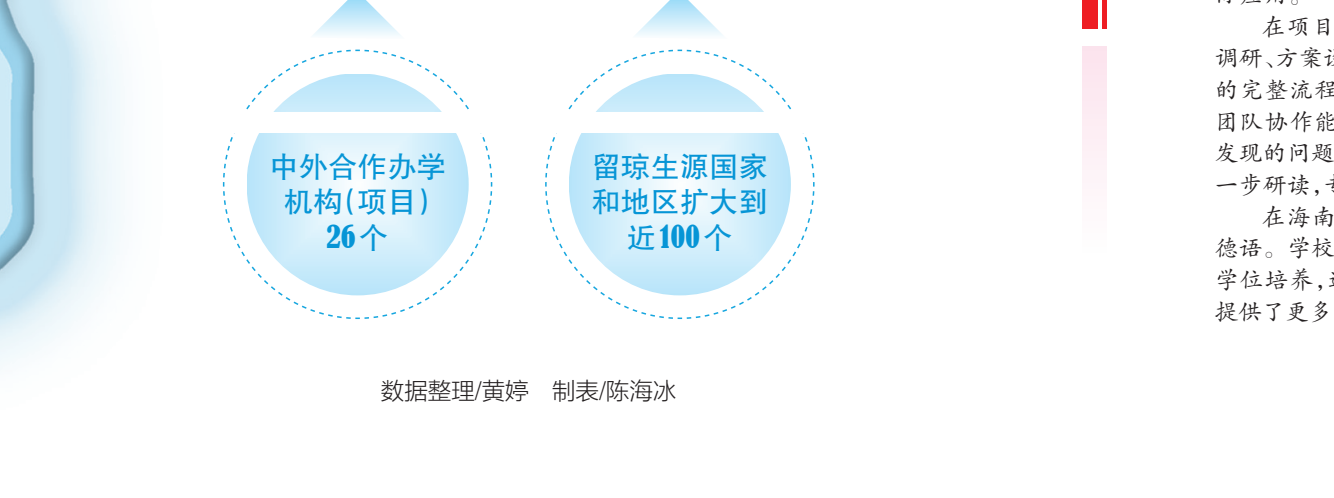 中外合作办学
机构(项目)
26个
留琼生源国家
和地区扩大到
近100个
数据整理/黄婷 制表/陈海冰
在项目
调研、方案
的完整流程
团队协作能
发现的问题
一步研读,
在海南
德语。学校
学位培养,
提供了更多